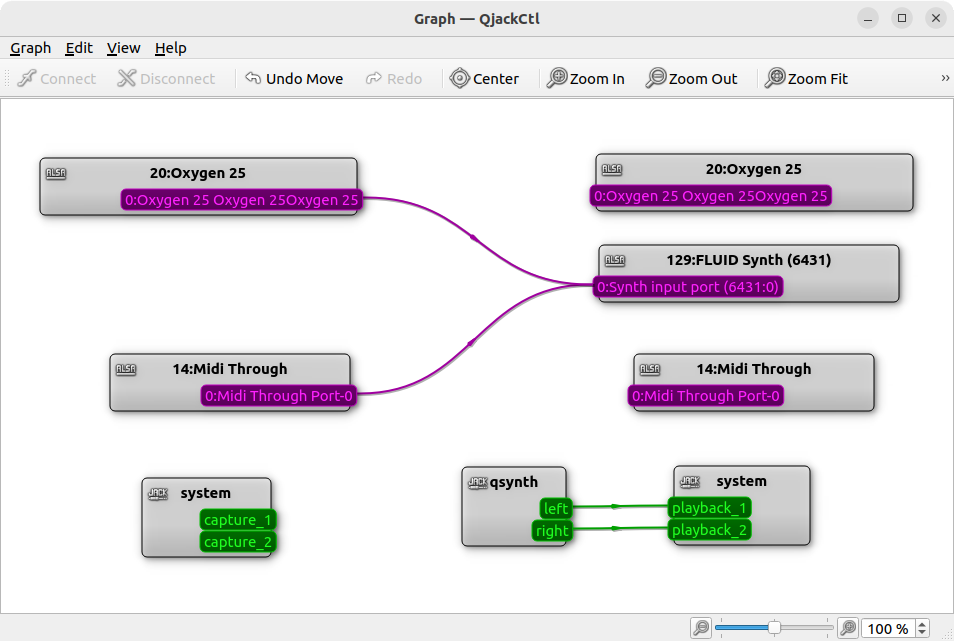 Graph — QjackCtl
Graph Edit View Help
Connect Disconnect Undo Move Redo Center Zoom In Zoom Out Zoom Fit »
ALSA 20:Oxygen 25
0:Oxygen 25 Oxygen 25Oxygen 25
ALSA 20:Oxygen 25
0:Oxygen 25 Oxygen 25Oxygen 25
ALSA 129:FLUID Synth (6431)
0:Synth input port (6431:0)
ALSA 14:Midi Through
0:Midi Through Port-0
ALSA 14:Midi Through
0:Midi Through Port-0
JACK system
capture_1
capture_2
JACK qsynth
left
right
JACK system
playback_1
playback_2
100 %